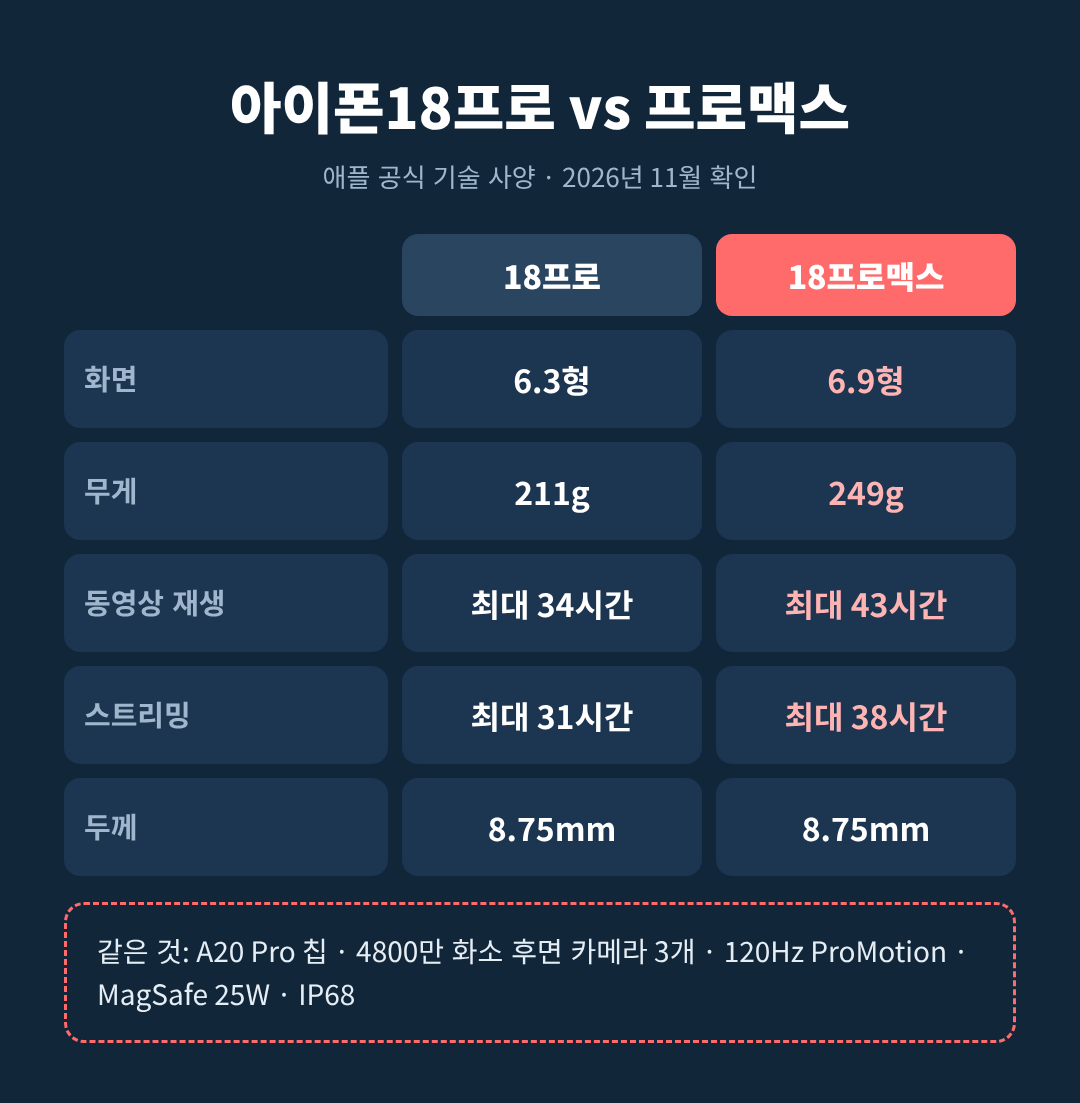 아이폰18프로 vs 프로맥스
애플 공식 기술 사양 · 2026년 11월 확인
18프로 18프로맥스
화면 6.3형 6.9형
무게 211g 249g
동영상 재생 최대 34시간 최대 43시간
스트리밍 최대 31시간 최대 38시간
두께 8.75mm 8.75mm
같은 것: A20 Pro 칩 · 4800만 화소 후면 카메라 3개 · 120Hz ProMotion ·
MagSafe 25W · IP68